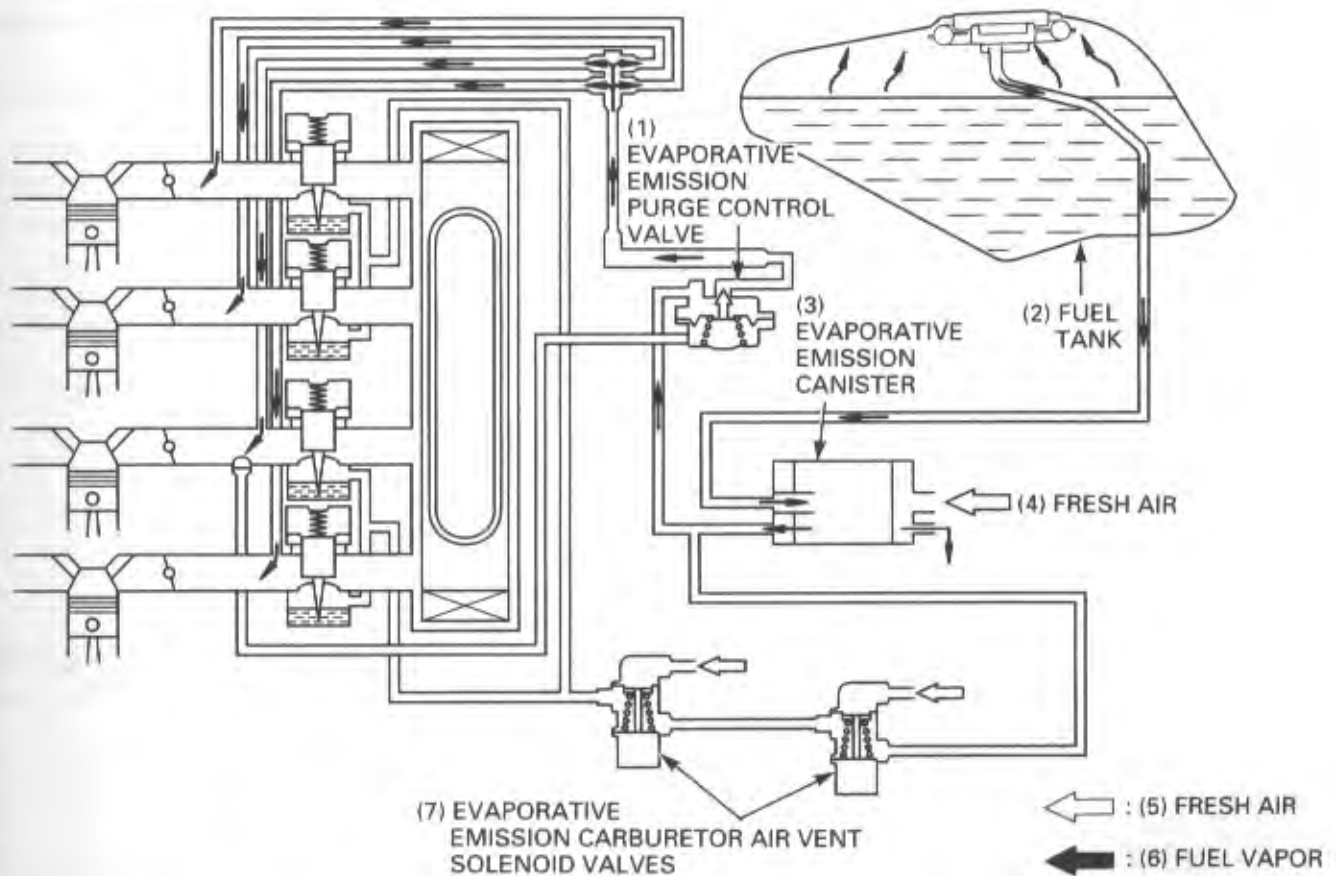 (1)
EVAPORATIVE
EMISSION
PURGE CONTROL
VALVE
(2) FUEL
TANK
(3)
EVAPORATIVE
EMISSION
CANISTER
(4) FRESH AIR
(7) EVAPORATIVE
EMISSION CARBURETOR AIR VENT
SOLENOID VALVES
: (5) FRESH AIR
: (6) FUEL VAPOR